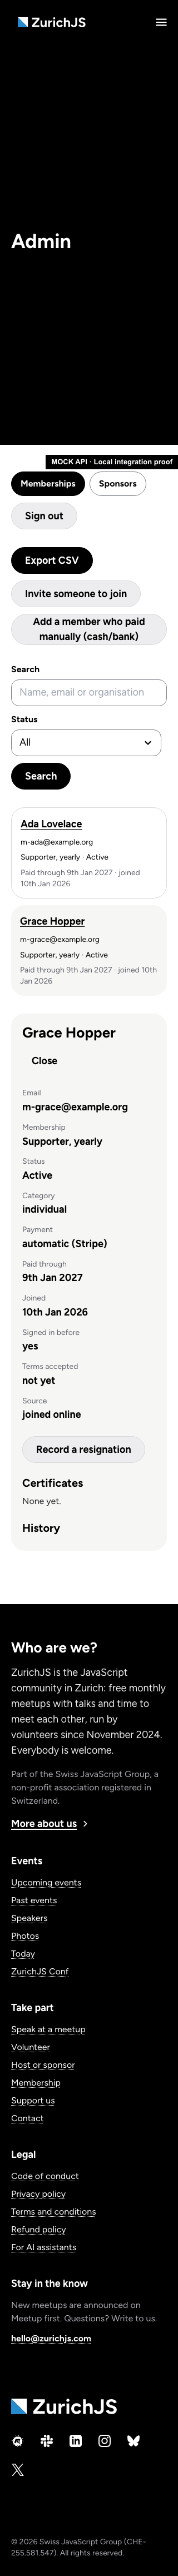 ZurichJS
Admin
MOCK API · Local integration proof
Memberships
Sponsors
Sign out
Export CSV
Invite someone to join
Add a member who paid
manually (cash/bank)
Search
Name, email or organisation
Status
All
Search
Ada Lovelace
m-ada@example.org
Supporter, yearly · Active
Paid through 9th Jan 2027 · joined
10th Jan 2026
Grace Hopper
m-grace@example.org
Supporter, yearly · Active
Paid through 9th Jan 2027 · joined 10th
Jan 2026
Grace Hopper
Close
Email
m-grace@example.org
Membership
Supporter, yearly
Status
Active
Category
individual
Payment
automatic (Stripe)
Paid through
9th Jan 2027
Joined
10th Jan 2026
Signed in before
yes
Terms accepted
not yet
Source
joined online
Record a resignation
Certificates
None yet.
History
Who are we?
ZurichJS is the JavaScript
community in Zurich: free monthly
meetups with talks and time to
meet each other, run by
volunteers since November 2024.
Everybody is welcome.
Part of the Swiss JavaScript Group, a
non-profit association registered in
Switzerland.
More about us
Events
Upcoming events
Past events
Speakers
Photos
Today
ZurichJS Conf
Take part
Speak at a meetup
Volunteer
Host or sponsor
Membership
Support us
Contact
Legal
Code of conduct
Privacy policy
Terms and conditions
Refund policy
For AI assistants
Stay in the know
New meetups are announced on
Meetup first. Questions? Write to us.
hello@zurichjs.com
ZurichJS
© 2026 Swiss JavaScript Group (CHE-
255.581.547). All rights reserved.